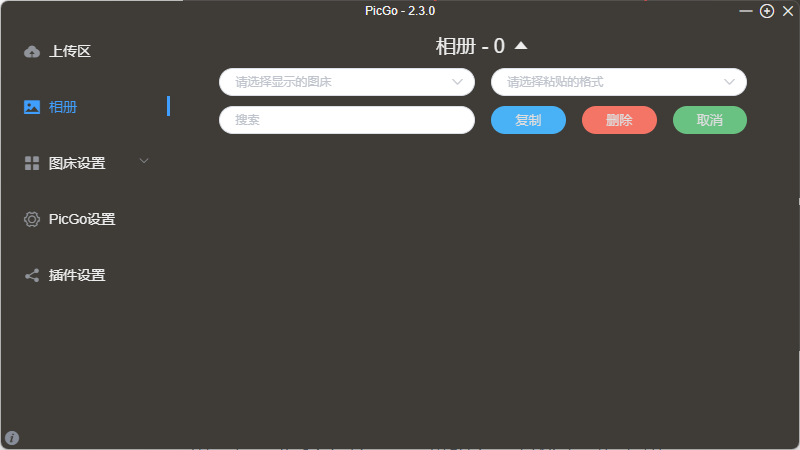 PicGo - 2.3.0
上传区
相册
图床设置
PicGo设置
插件设置
相册 - 0
请选择显示的图床
请选择粘贴的格式
搜索
复制
删除
取消